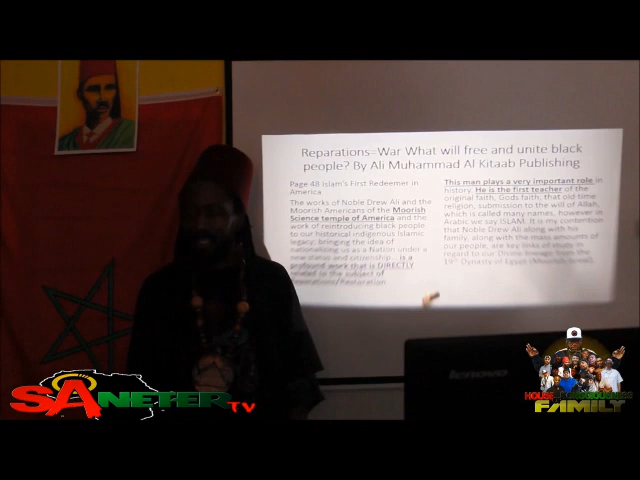 Reparations=War What will free and unite black
people? By Ali Muhammad Al Kitaab Publishing
Page 48 Islam's First Redeemer in
America
The works of Noble Drew Ali and the
Moorish Americans of the Moorish
Science temple of America and the
work of reintroducing black people
to our historical indigenous Islamic
legacy; bringing the idea of
nationalizing us as a Nation under a
new status and citizenship... is a
profound work that is DIRECTLY
related to the subject of
This man plays a very important role in
history. He is the first teacher of the
original faith, Gods faith, that old time
religion, submission to the will of Allah,
which is called many names, however in
Arabic we say ISLAM. It is my contention
that Noble Drew Ali along with his
family, along with the mass amounts of
our people, are key links of study in
regard to our Divine lineage from the
19th Dynasty of Egypt
lenovo
SANETER TV
HOUSE
FAMILY